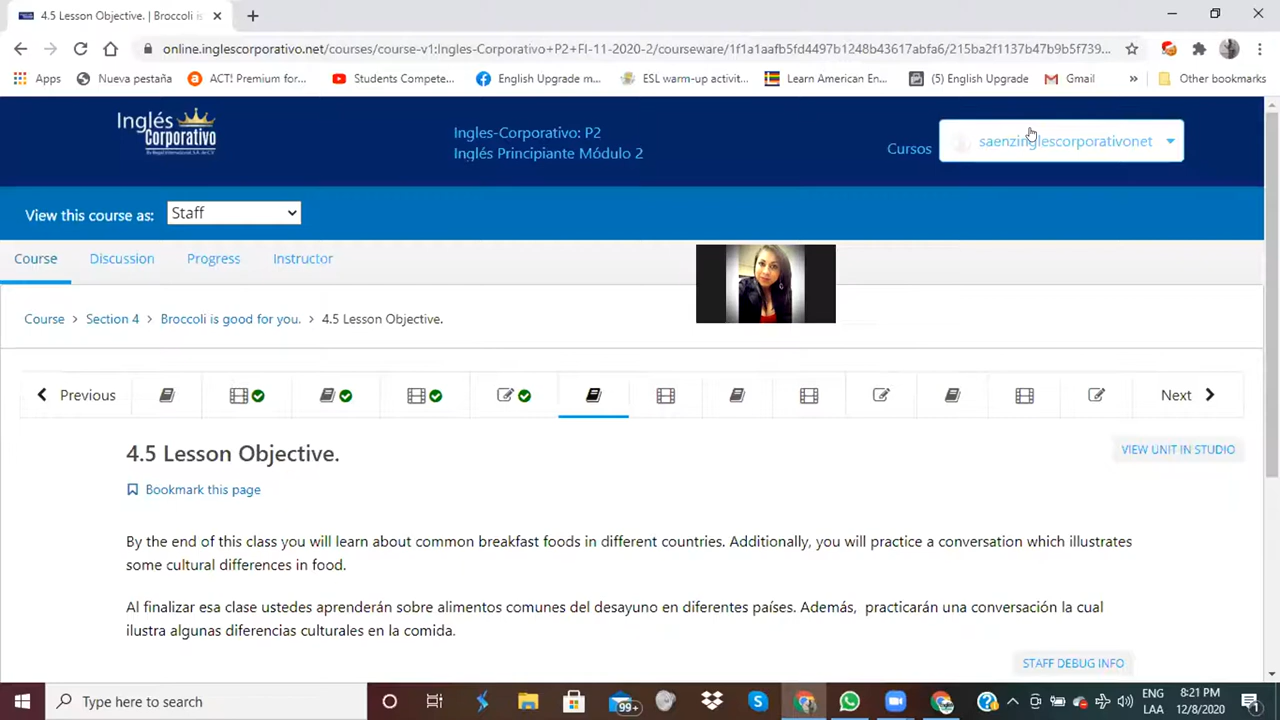 4.5 Lesson Objective. | Broccoli is
online.inglescorporativo.net/courses/course-v1:Ingles-Corporativo+P2+FI-11-2020-2/courseware/1f1a1aafb5fd4497b1248b43617abfa6/215ba2f1137b47b9b5f739...
Apps Nueva pestaña ACT! Premium for... Students Compete... English Upgrade m... ESL warm-up activit... Learn American En... (5) English Upgrade Gmail » Other bookmarks
Inglés
Corporativo
Ingles-Corporativo: P2
Inglés Principiante Módulo 2
Cursos saenzinglescorporativonet
View this course as: Staff
Course Discussion Progress Instructor
Course > Section 4 > Broccoli is good for you. > 4.5 Lesson Objective.
Previous Next
4.5 Lesson Objective.
VIEW UNIT IN STUDIO
Bookmark this page
By the end of this class you will learn about common breakfast foods in different countries. Additionally, you will practice a conversation which illustrates
some cultural differences in food.
Al finalizar esa clase ustedes aprenderán sobre alimentos comunes del desayuno en diferentes países. Además, practicarán una conversación la cual
ilustra algunas diferencias culturales en la comida.
STAFF DEBUG INFO
Type here to search
99+
ENG
LAA
8:21 PM
12/8/2020
1